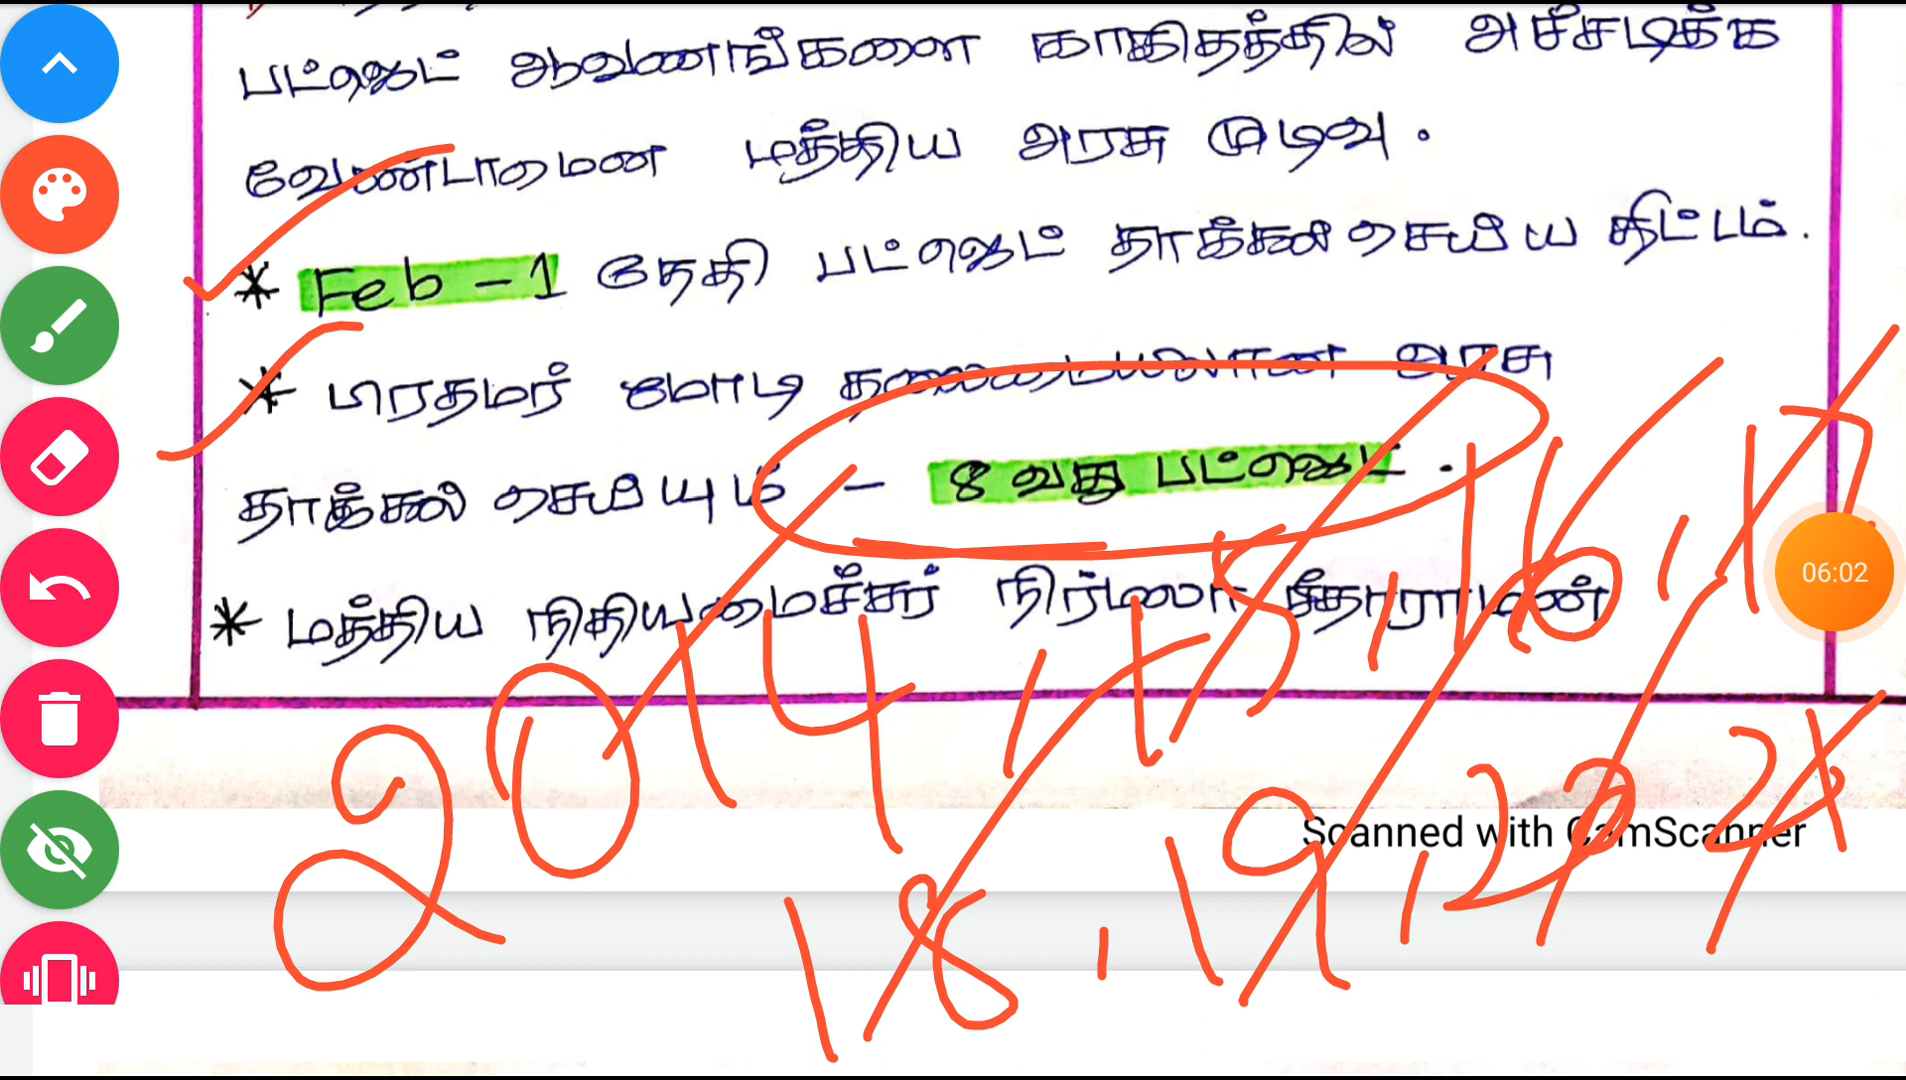 பட்ஜெட் ஆவணங்களை காகிதத்தில் அச்சடிக்க
வேண்டாமென மத்திய அரசு முடிவு.
* Feb - 1 தேதி பட்ஜெட் தாக்கல் செய்ய திட்டம்.
* பிரதமர் மோடி தலைமையிலான அரசு
தாக்கல் செய்யும் - 8 வது பட்ஜெட்.
* மத்திய நிதியமைச்சர் நிர்மலா சீதாராமன்
2014, 15, 16, 17
18, 19, 20, 21
Scanned with CamScanner
06:02